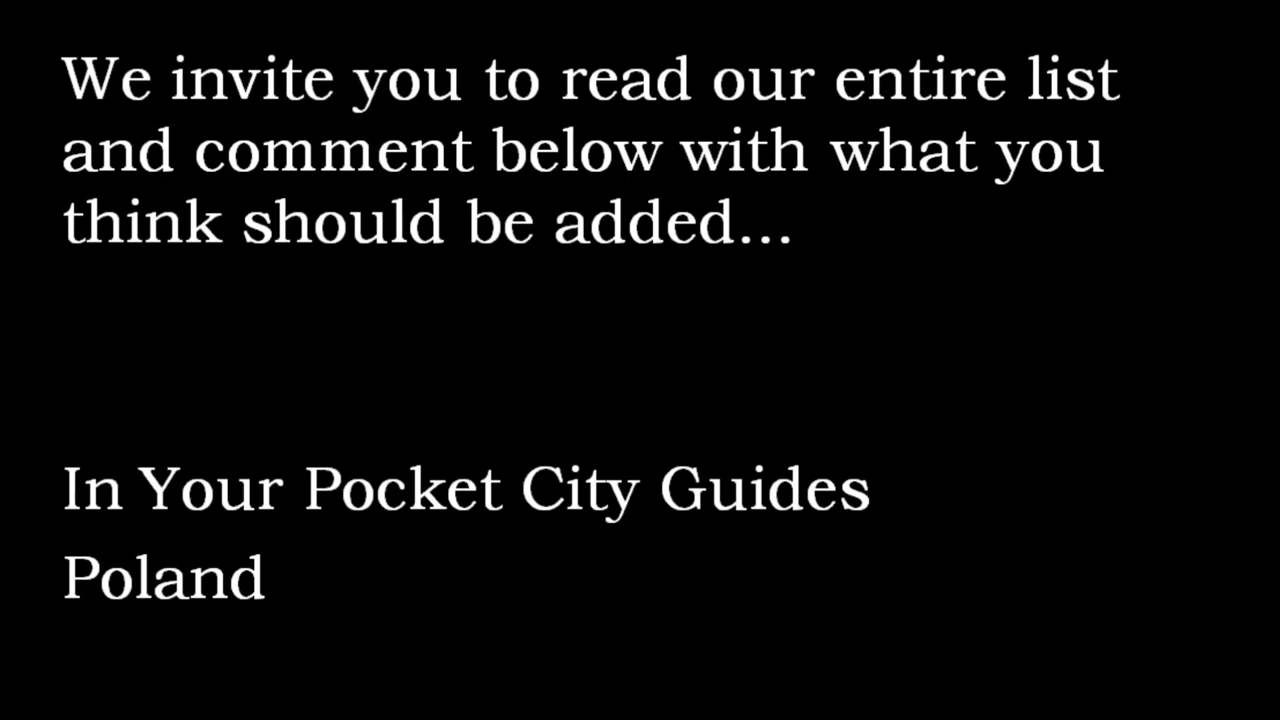 We invite you to read our entire list
and comment below with what you
think should be added...
In Your Pocket City Guides
Poland